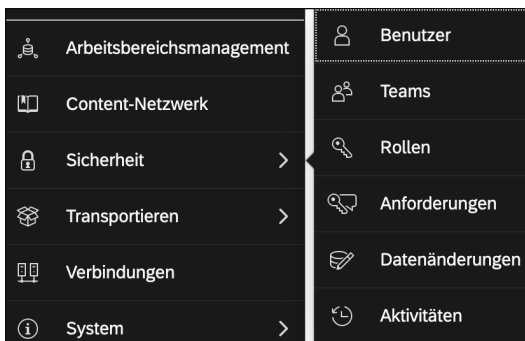 Arbeitsbereichsmanagement
Content-Netzwerk
Sicherheit
Transportieren
Verbindungen
System
Benutzer
Teams
Rollen
Anforderungen
Datenänderungen
Aktivitäten